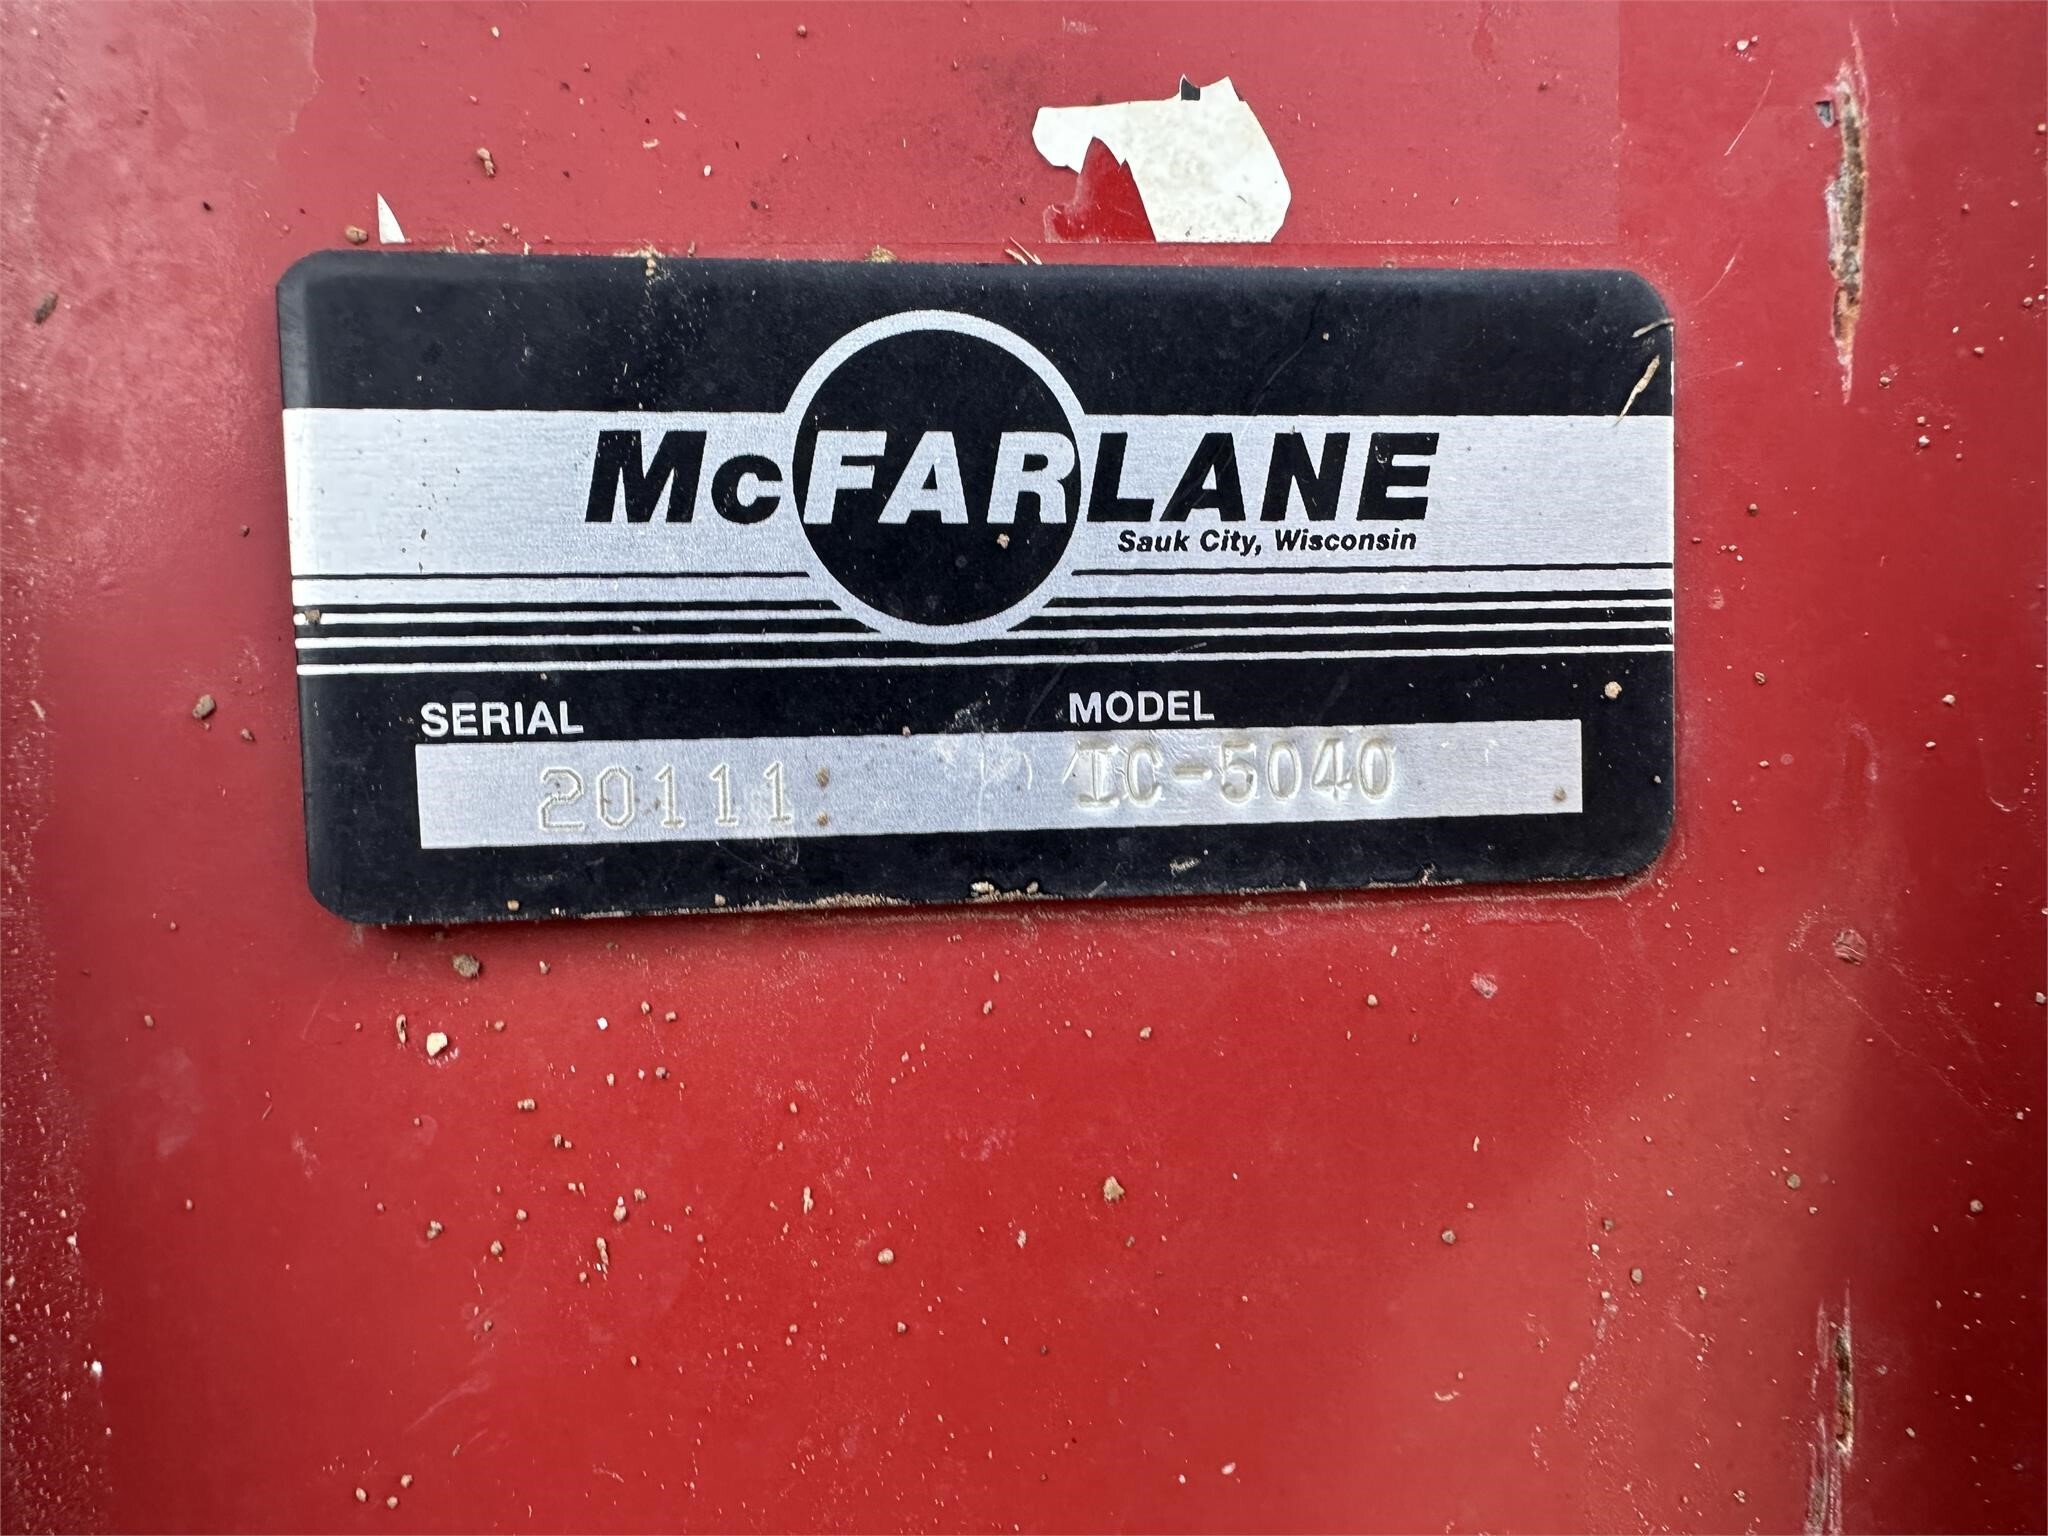 McFARLANE
Sauk City, Wisconsin
SERIAL MODEL
20111 IC-5040